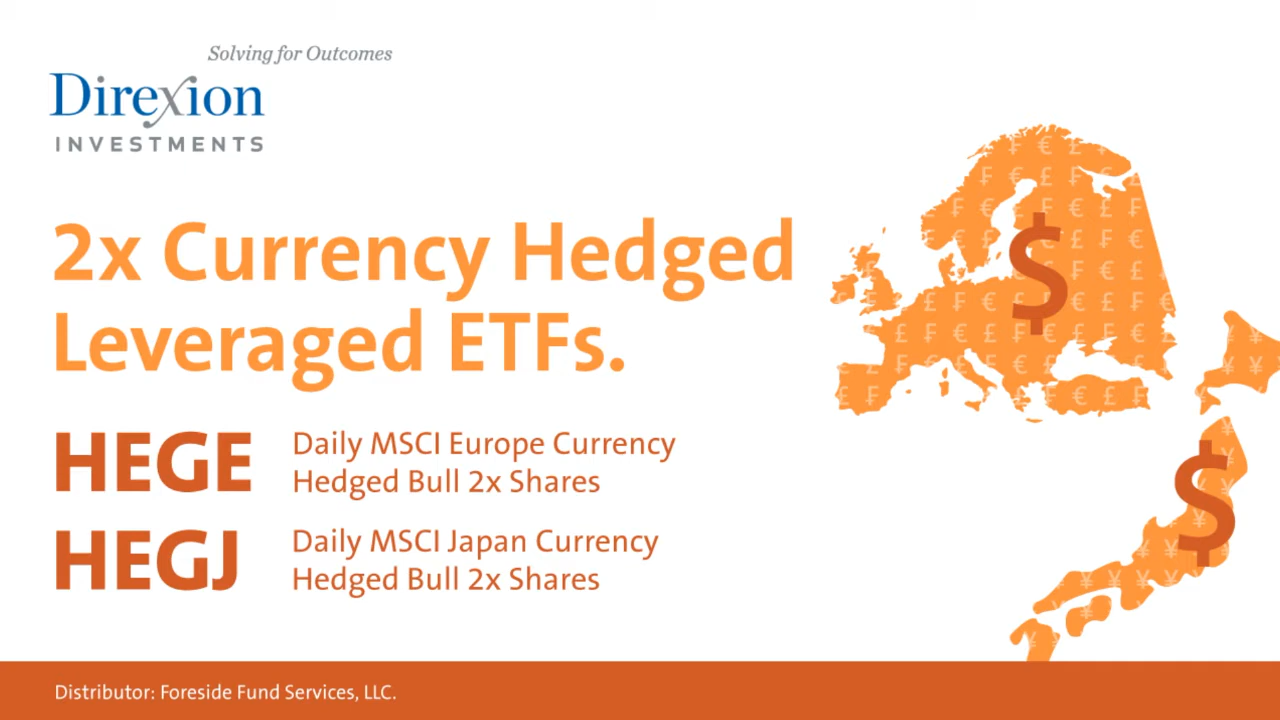 Solving for Outcomes
Direxion
INVESTMENTS
2x Currency Hedged
Leveraged ETFs.
HEGE
Daily MSCI Europe Currency
Hedged Bull 2x Shares
HEGJ
Daily MSCI Japan Currency
Hedged Bull 2x Shares
$
$
Distributor: Foreside Fund Services, LLC.